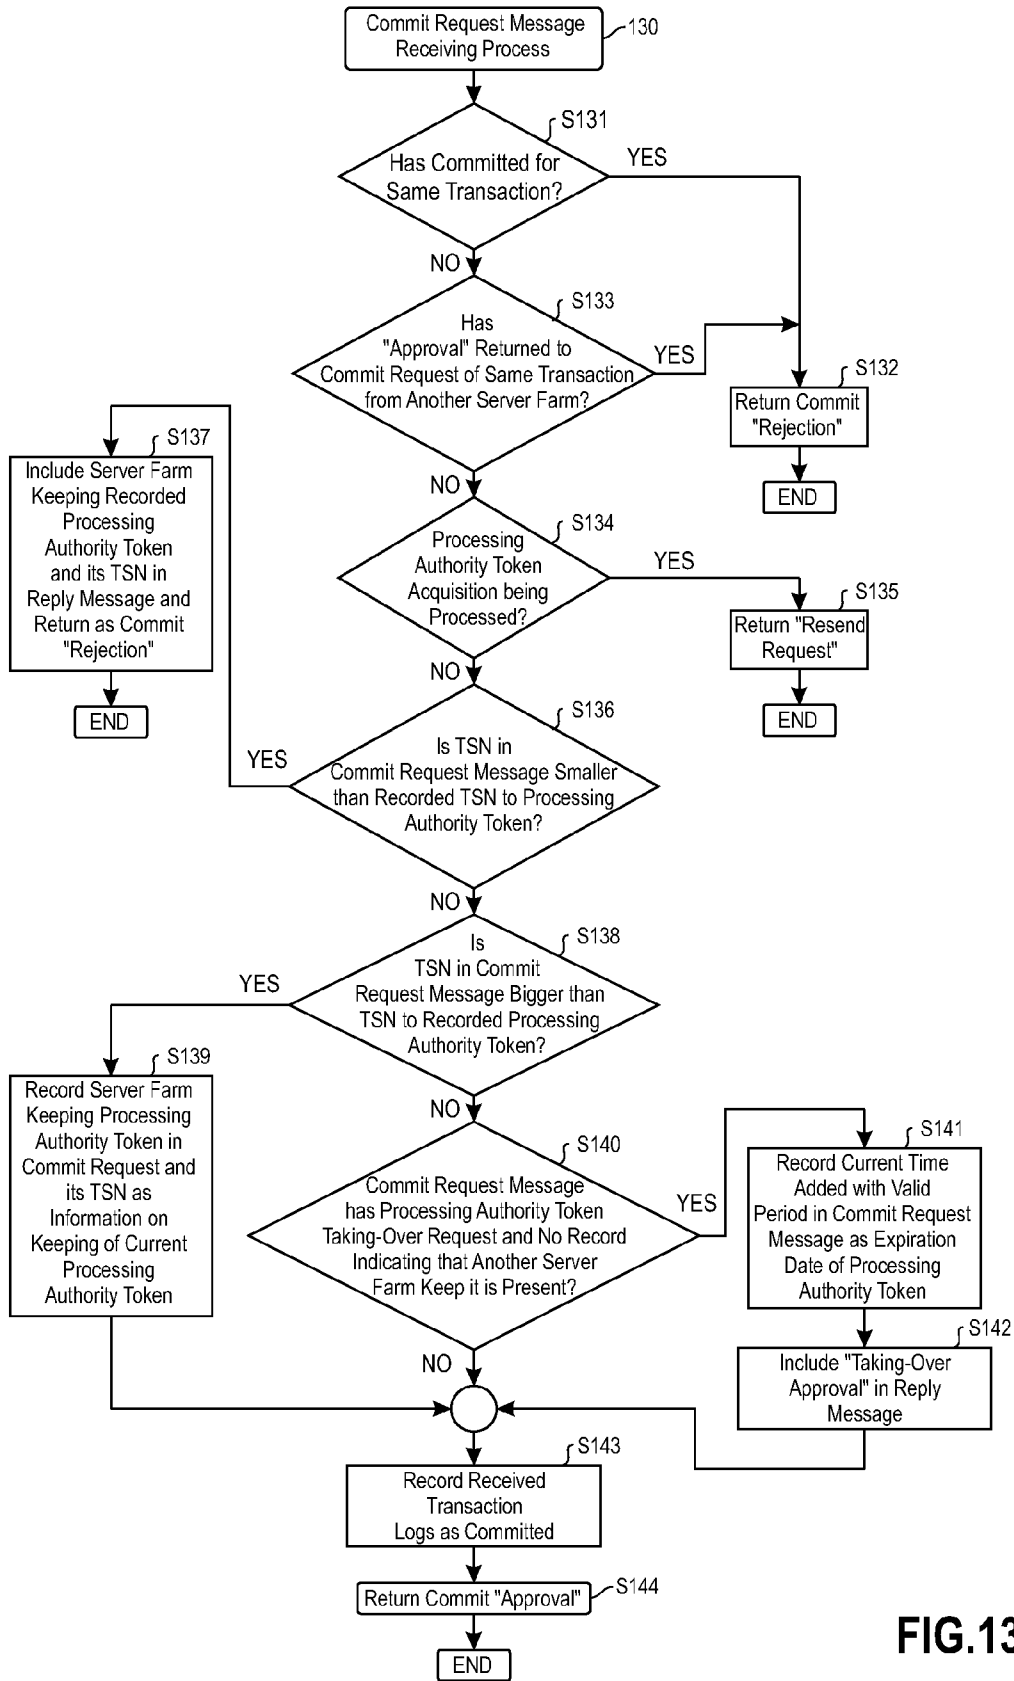 Commit Request Message
Receiving Process
130
S131
Has Committed for
Same Transaction?
YES
NO
S133
Has
"Approval" Returned to
Commit Request of Same Transaction
from Another Server Farm?
YES
S132
Return Commit
"Rejection"
END
NO
S137
Include Server Farm
Keeping Recorded
Processing
Authority Token
and its TSN in
Reply Message and
Return as Commit
"Rejection"
END
S134
Processing
Authority Token
Acquisition being
Processed?
YES
S135
Return "Resend
Request"
END
NO
S136
Is TSN in
Commit Request Message Smaller
than Recorded TSN to Processing
Authority Token?
YES
NO
S138
Is
TSN in Commit
Request Message Bigger than
TSN to Recorded Processing
Authority Token?
YES
S139
Record Server Farm
Keeping Processing
Authority Token in
Commit Request and
its TSN as
Information on
Keeping of Current
Processing
Authority Token
NO
S140
Commit Request Message
has Processing Authority Token
Taking-Over Request and No Record
Indicating that Another Server
Farm Keep it is Present?
YES
S141
Record Current Time
Added with Valid
Period in Commit Request
Message as Expiration
Date of Processing
Authority Token
S142
Include "Taking-Over
Approval" in Reply
Message
NO
S143
Record Received
Transaction
Logs as Committed
Return Commit "Approval"
S144
END
FIG.13